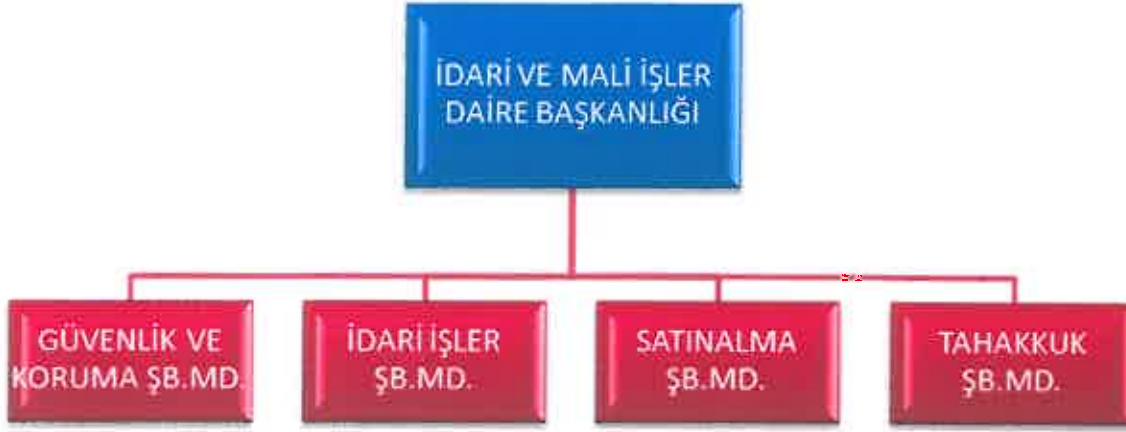 İDARİ VE MALİ İŞLER
DAİRE BAŞKANLIĞI
GÜVENLİK VE
KORUMA ŞB.MD.
İDARİ İŞLER
ŞB.MD.
SATINALMA
ŞB.MD.
TAHAKKUK
ŞB.MD.